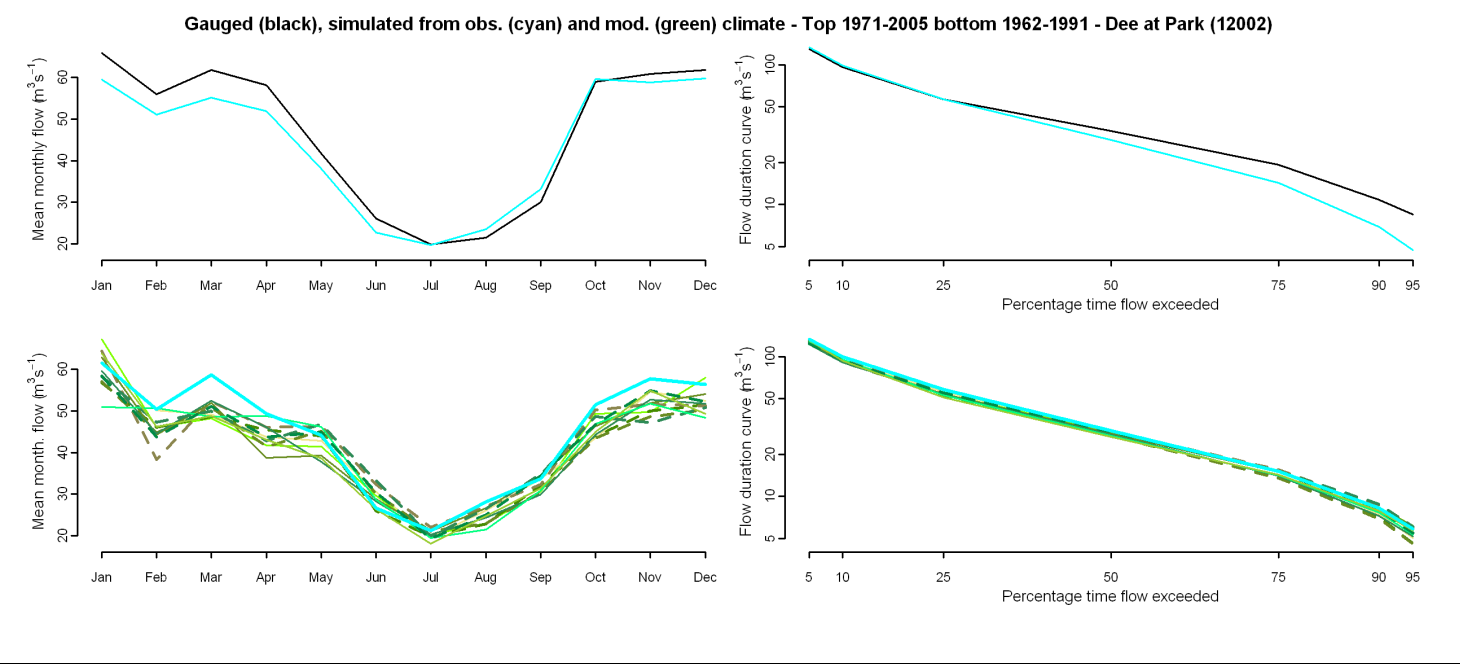 Gauged (black), simulated from obs. (cyan) and mod. (green) climate - Top 1971-2005 bottom 1962-1991 - Dee at Park (12002)
Mean monthly flow (m³s⁻¹)
60
50
40
30
20
Jan Feb Mar Apr May Jun Jul Aug Sep Oct Nov Dec
Flow duration curve (m³s⁻¹)
100
50
20
10
5
5 10 25 50 75 90 95
Percentage time flow exceeded
Mean month. flow (m³s⁻¹)
60
50
40
30
20
Jan Feb Mar Apr May Jun Jul Aug Sep Oct Nov Dec
Flow duration curve (m³s⁻¹)
100
50
20
10
5
5 10 25 50 75 90 95
Percentage time flow exceeded